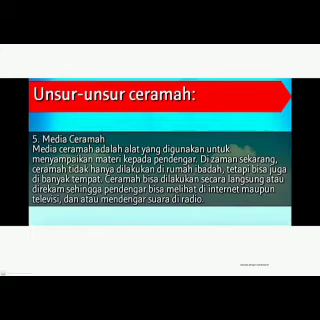 Unsur-unsur ceramah:
5. Media Ceramah
Media ceramah adalah alat yang digunakan untuk
menyampaikan materi kepada pendengar. Di zaman sekarang,
ceramah tidak hanya dilakukan di rumah ibadah, tetapi bisa juga
di banyak tempat. Ceramah bisa dilakukan secara langsung atau
direkam sehingga pendengar bisa melihat di internet maupun
televisi, dan atau mendengar suara di radio.